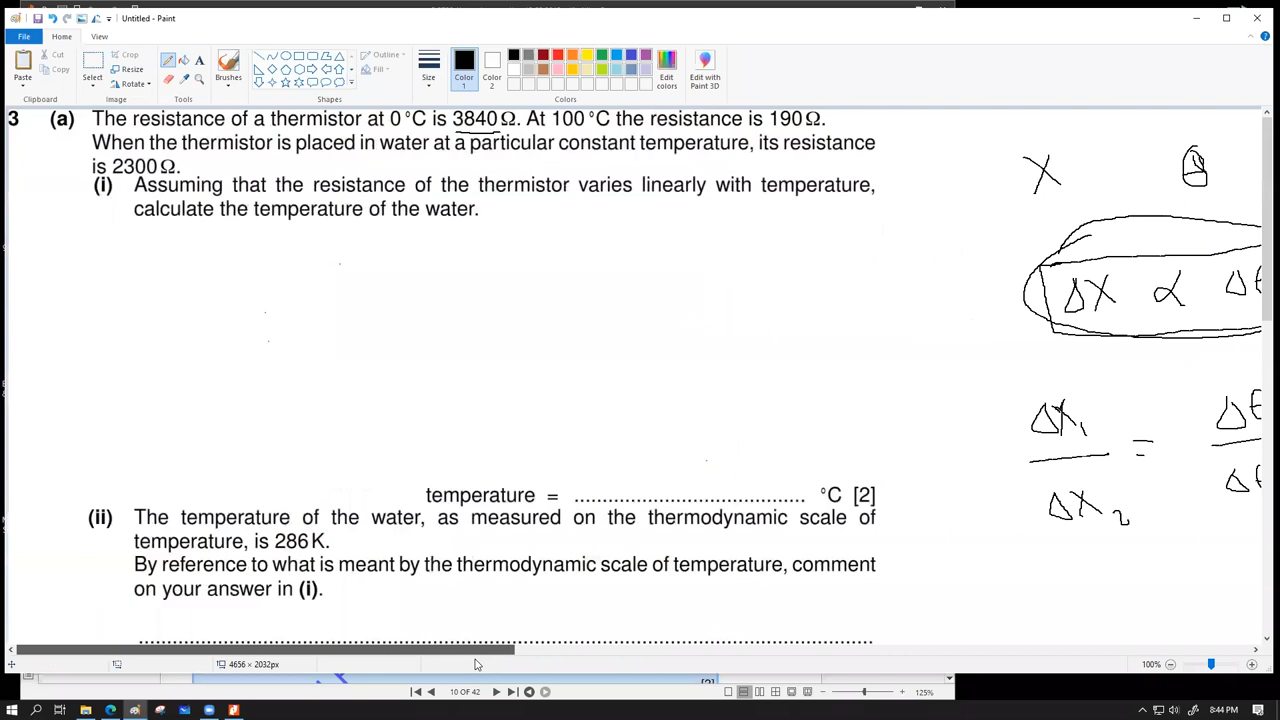 Untitled - Paint
File Home View
Paste
Cut
Copy
Clipboard
Select
Crop
Resize
Rotate
Image
Tools
Brushes
Shapes
Outline
Fill
Size
Color
1
Color
2
Edit
colors
Edit with
Paint 3D
Colors
3 (a) The resistance of a thermistor at 0 °C is 3840 Ω. At 100 °C the resistance is 190 Ω.
When the thermistor is placed in water at a particular constant temperature, its resistance
is 2300 Ω.
(i) Assuming that the resistance of the thermistor varies linearly with temperature,
calculate the temperature of the water.
X θ
ΔX ∝ Δθ
ΔX1 = Δθ
ΔX2 Δθ
temperature = ........................................ °C [2]
(ii) The temperature of the water, as measured on the thermodynamic scale of
temperature, is 286 K.
By reference to what is meant by the thermodynamic scale of temperature, comment
on your answer in (i).
4656 × 2032px
100%
[2]
10 OF 42
125%
8:44 PM